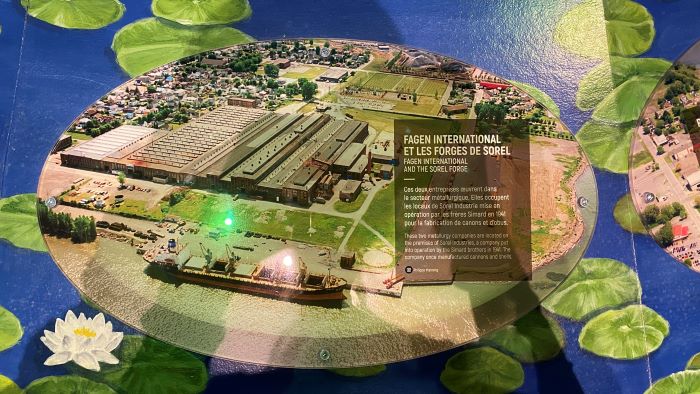 FAGEN INTERNATIONAL
ET LES FORGES DE SOREL
FAGEN INTERNATIONAL
AND THE SOREL FORGE
Ces deux entreprises œuvrent dans
le secteur métallurgique. Elles occupent
les locaux de Sorel Industrie mise en
opération par les frères Simard en 1941
pour la fabrication de canons et d'obus.
These two metallurgy companies are located on
the premises of Sorel Industries, a company put
into operation by the Simard brothers in 1941. The
company once manufactured cannons and shells.
Philippe Manning